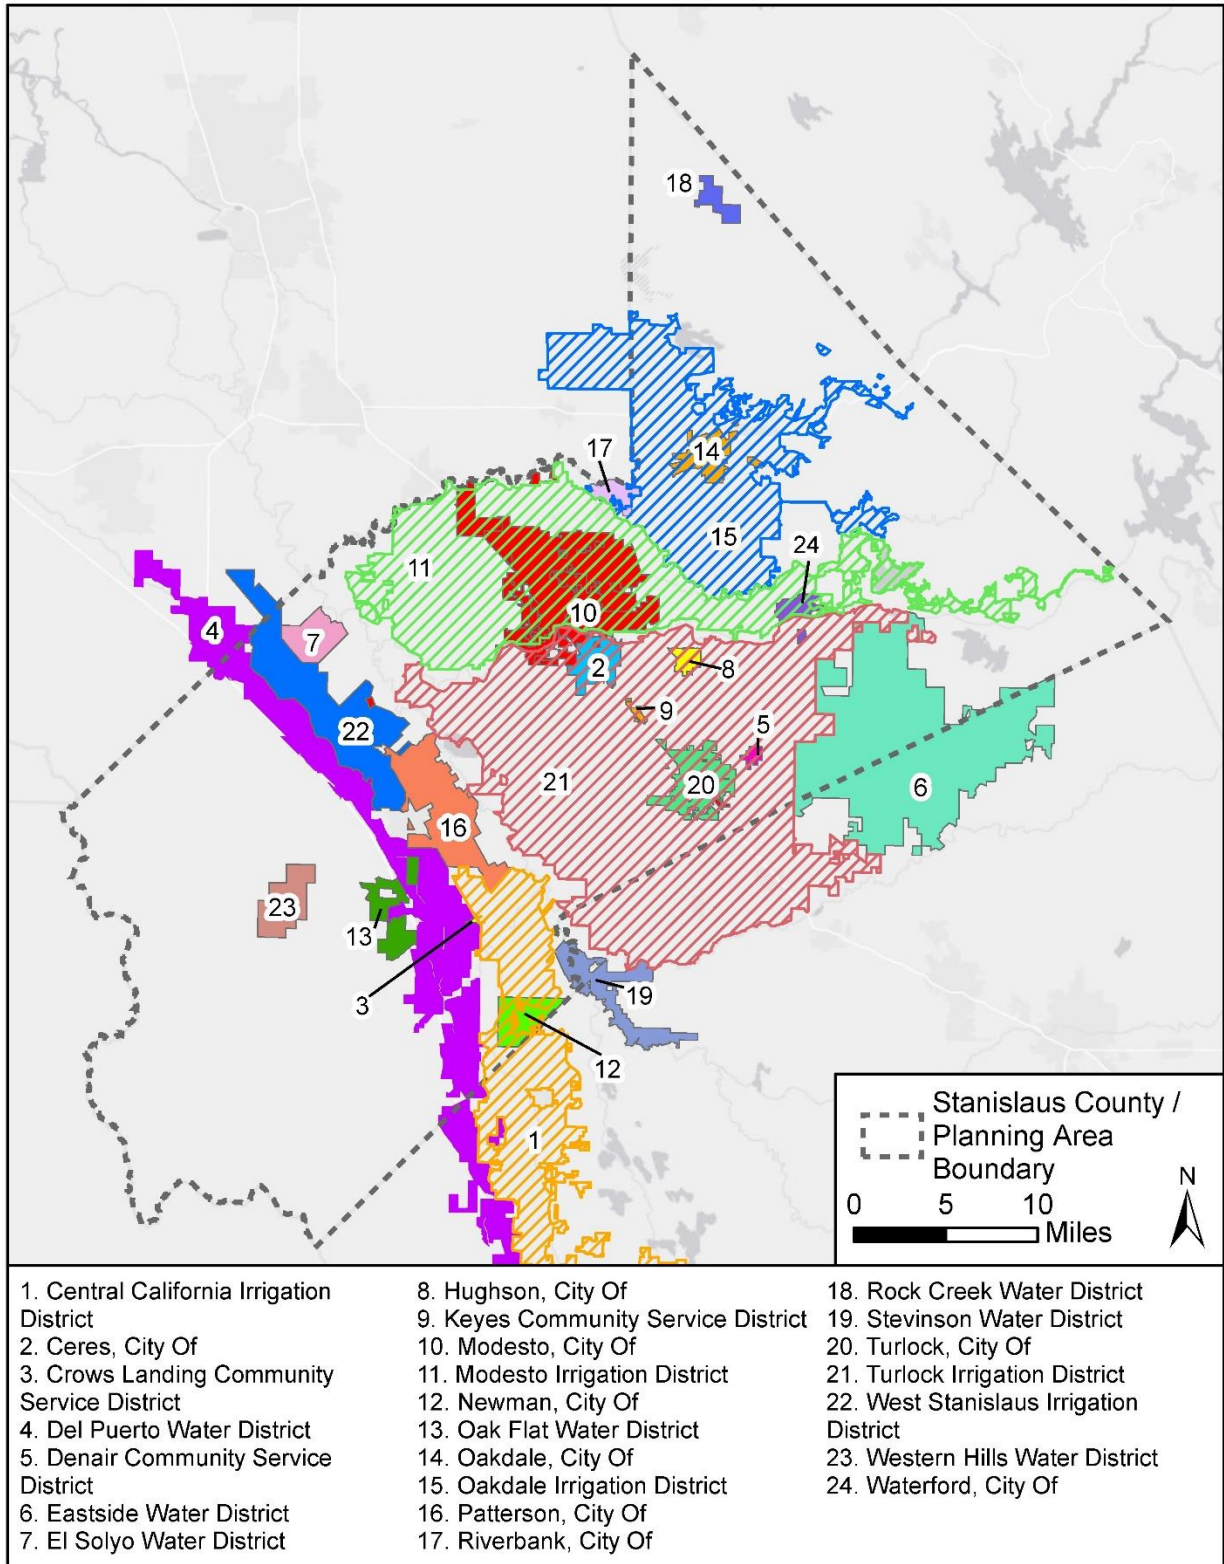 18
17
14
15
24
11
10
4
7
2
8
9
5
22
21
20
6
16
23
13
3
19
12
1
Stanislaus County /
Planning Area
Boundary
N
0 5 10
Miles
1. Central California Irrigation
District
2. Ceres, City Of
3. Crows Landing Community
Service District
4. Del Puerto Water District
5. Denair Community Service
District
6. Eastside Water District
7. El Solyo Water District
8. Hughson, City Of
9. Keyes Community Service District
10. Modesto, City Of
11. Modesto Irrigation District
12. Newman, City Of
13. Oak Flat Water District
14. Oakdale, City Of
15. Oakdale Irrigation District
16. Patterson, City Of
17. Riverbank, City Of
18. Rock Creek Water District
19. Stevinson Water District
20. Turlock, City Of
21. Turlock Irrigation District
22. West Stanislaus Irrigation
District
23. Western Hills Water District
24. Waterford, City Of